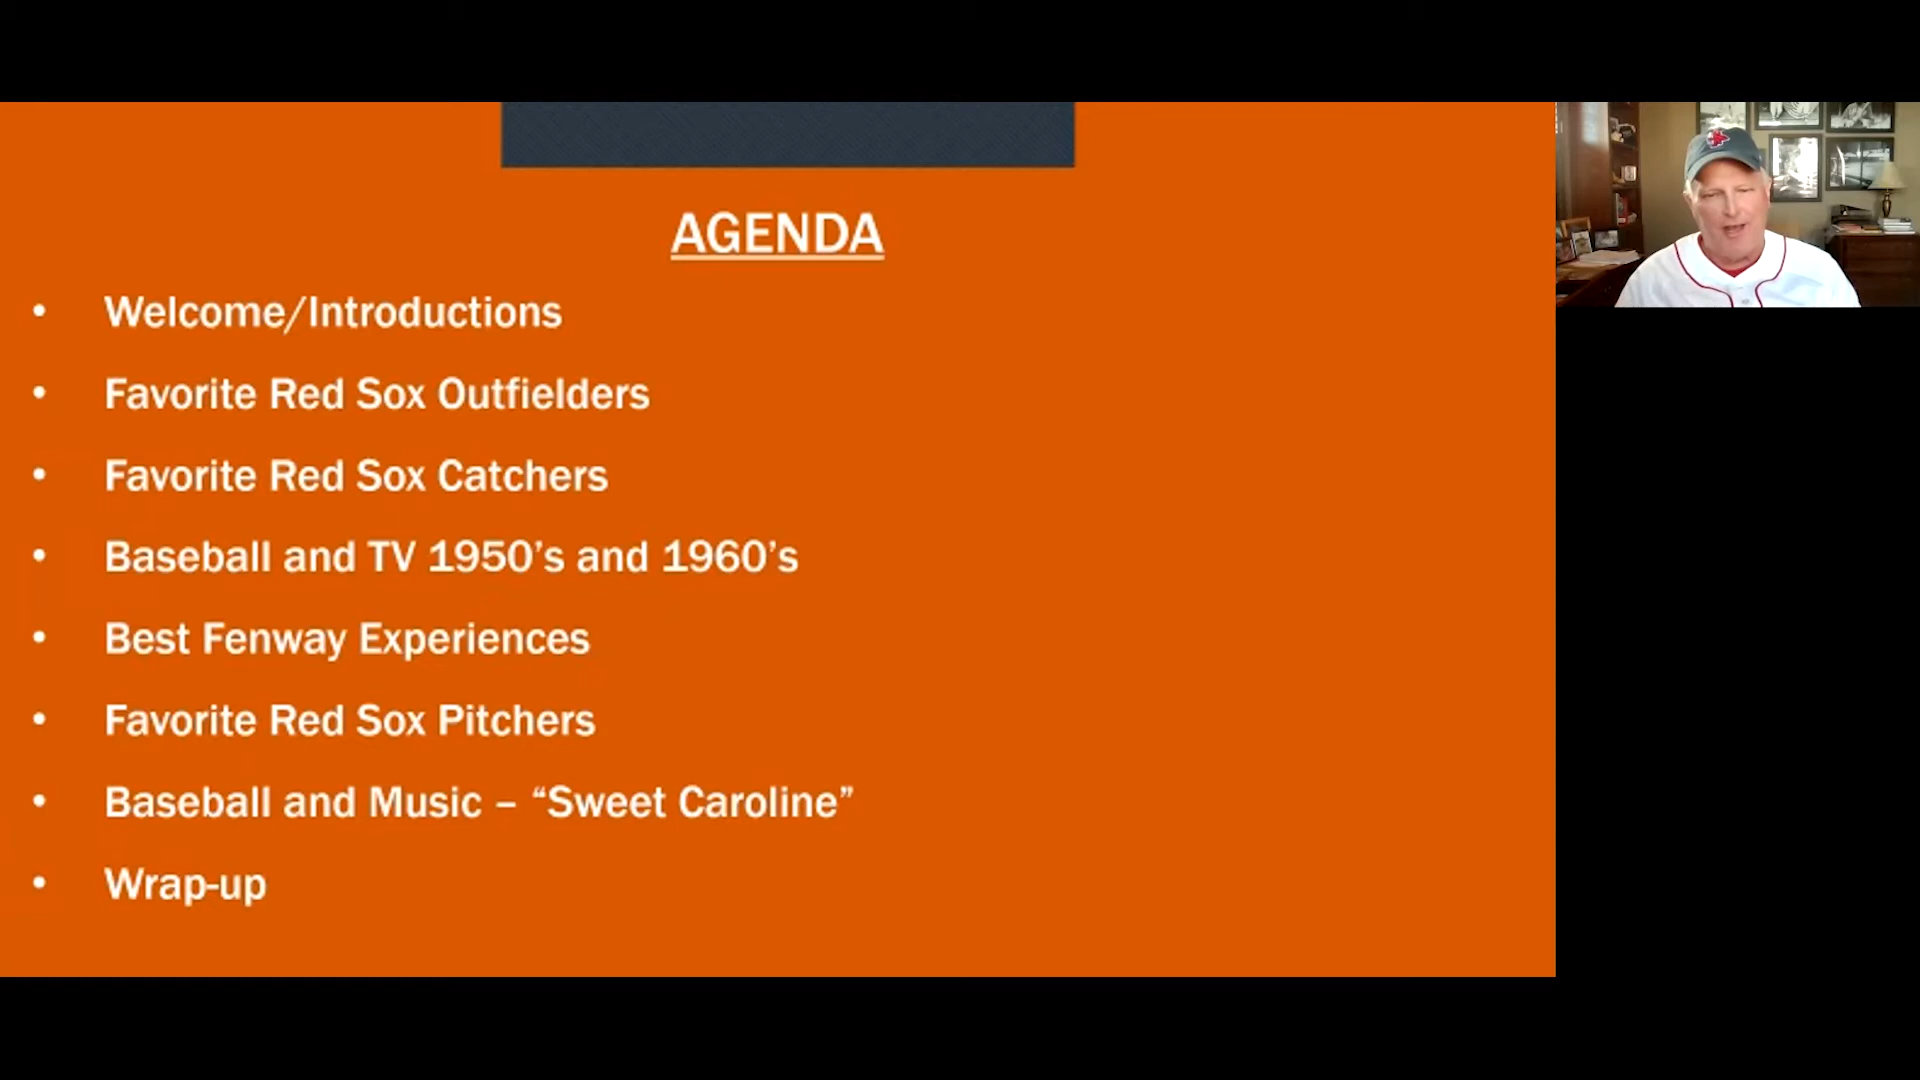 AGENDA
• Welcome/Introductions
• Favorite Red Sox Outfielders
• Favorite Red Sox Catchers
• Baseball and TV 1950’s and 1960’s
• Best Fenway Experiences
• Favorite Red Sox Pitchers
• Baseball and Music – “Sweet Caroline”
• Wrap-up